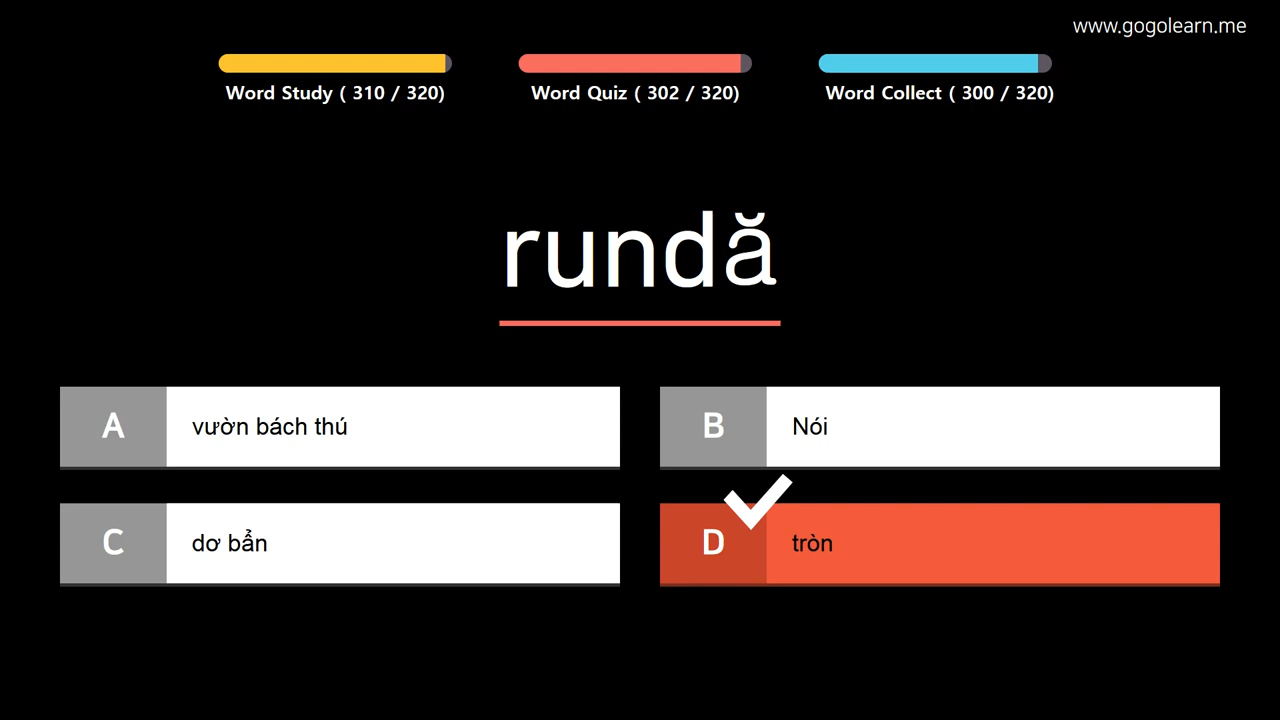 www.gogolearn.me
Word Study ( 310 / 320)
Word Quiz ( 302 / 320)
Word Collect ( 300 / 320)
rundă
A vườn bách thú
B Nói
C dơ bẩn
D tròn